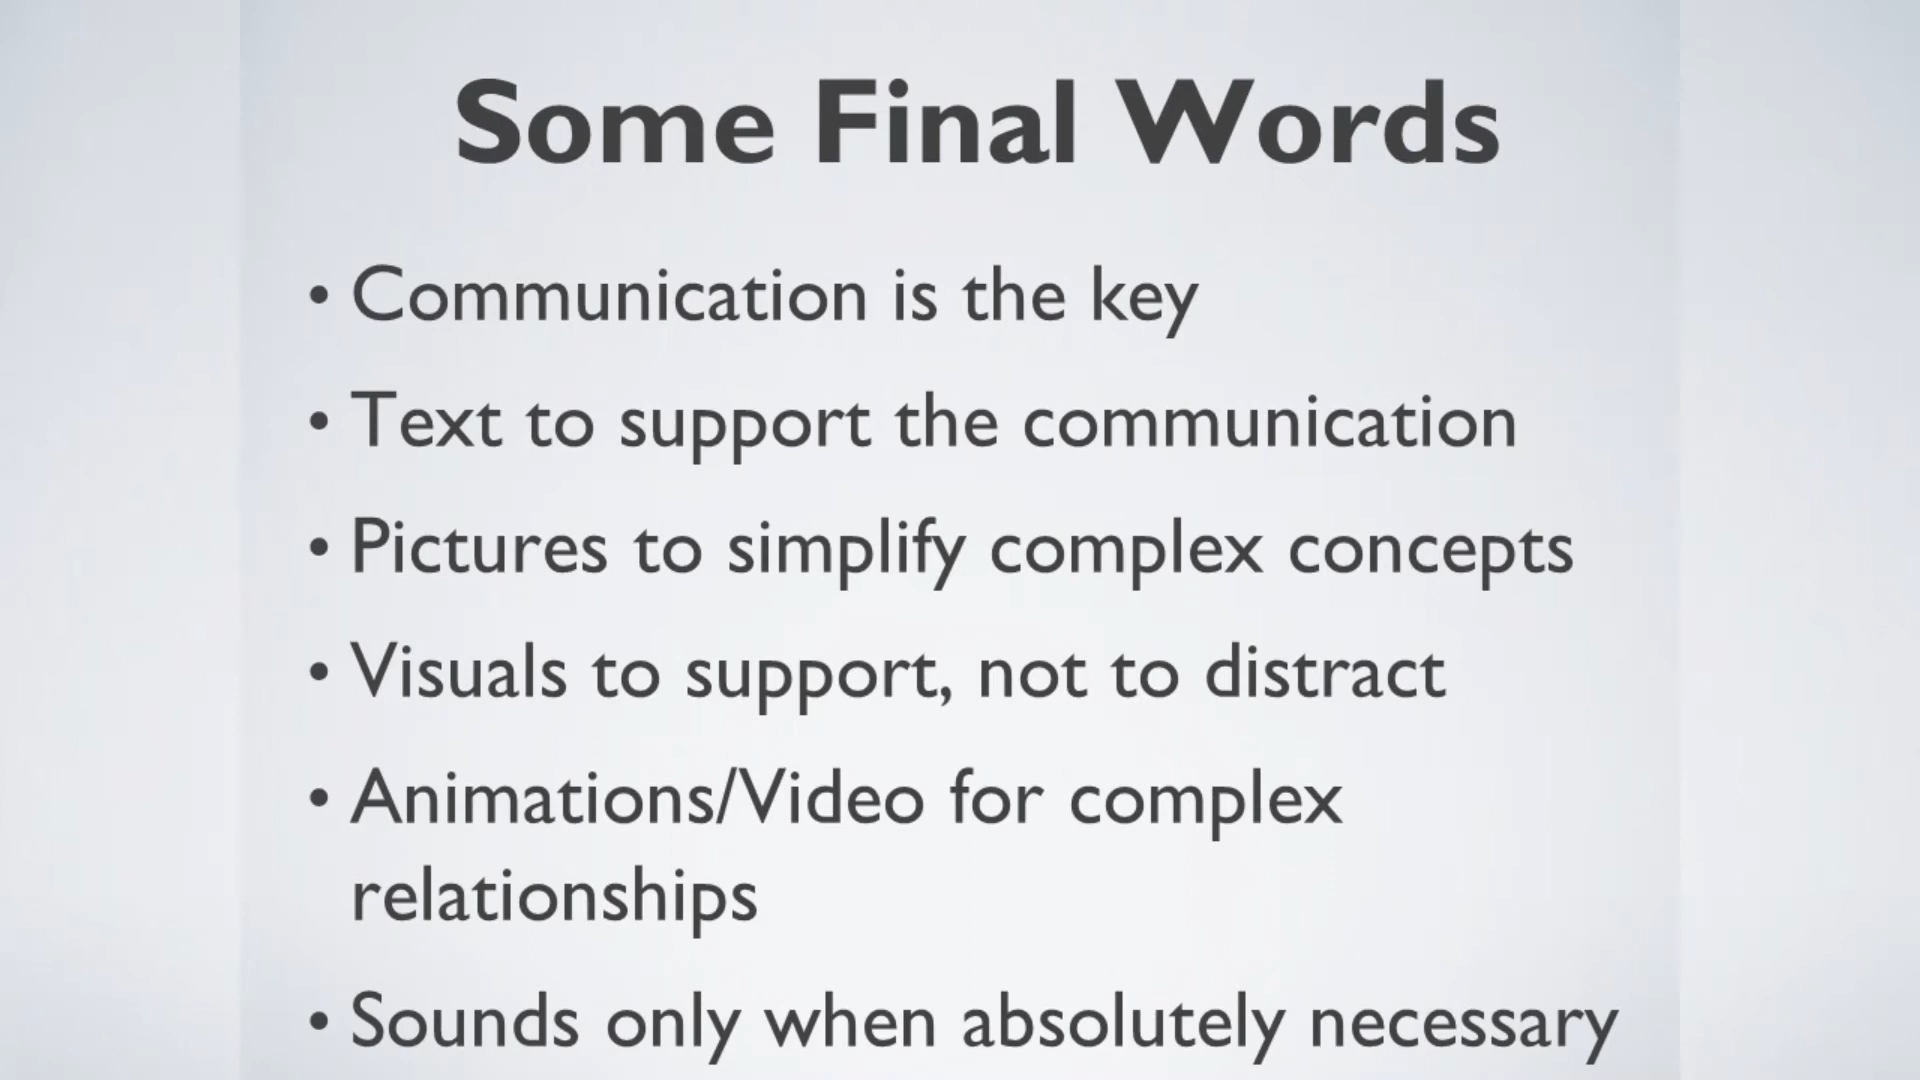 Some Final Words
• Communication is the key
• Text to support the communication
• Pictures to simplify complex concepts
• Visuals to support, not to distract
• Animations/Video for complex
relationships
• Sounds only when absolutely necessary